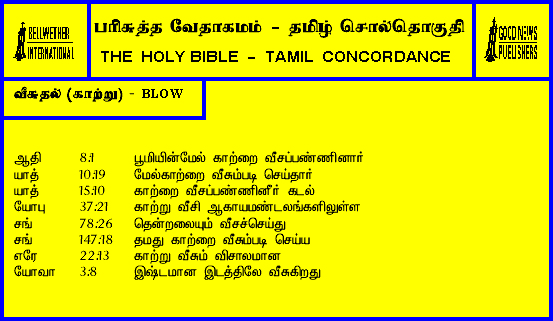 BELLWETHER
INTERNATIONAL
பரிசுத்த வேதாகமம் - தமிழ் சொல்தொகுதி
THE HOLY BIBLE - TAMIL CONCORDANCE
GOOD NEWS
PUBLISHERS
வீசுதல் (காற்று) - BLOW
ஆதி 8:1 பூமியின்மேல் காற்றை வீசப்பண்ணினார்
யாத் 10:19 மேல்காற்றை வீசும்படி செய்தார்
யாத் 15:10 காற்றை வீசப்பண்ணினீர் கடல்
யோபு 37:21 காற்று வீசி ஆகாயமண்டலங்களிலுள்ள
சங் 78:26 தென்றலையும் வீசச்செய்து
சங் 147:18 தமது காற்றை வீசும்படி செய்ய
எரே 22:13 காற்று வீசும் விசாலமான
யோவா 3:8 இஷ்டமான இடத்திலே வீசுகிறது